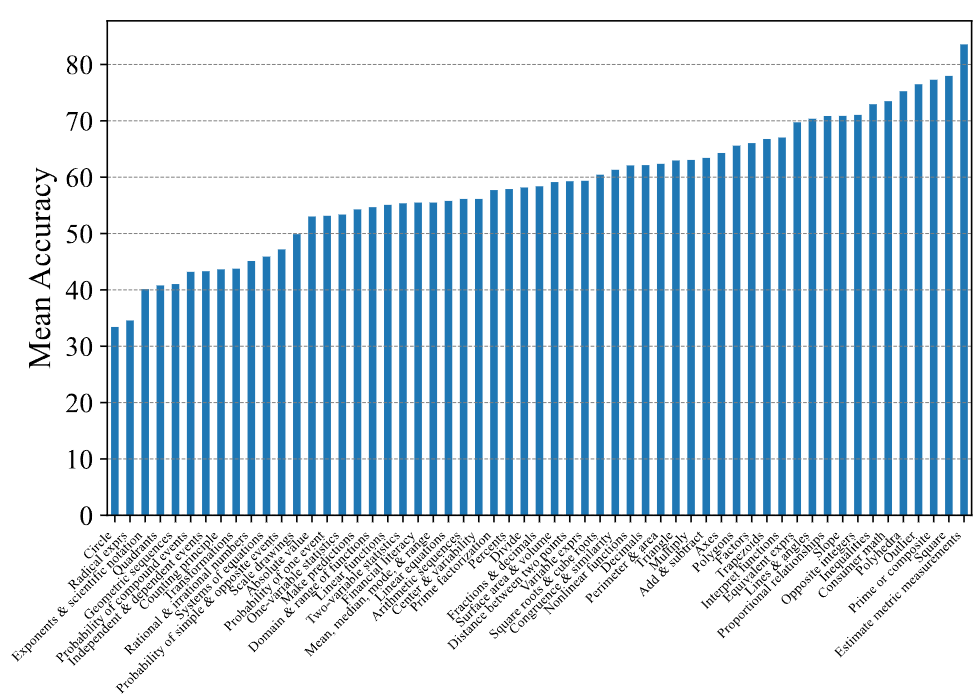 Mean Accuracy
80
70
60
50
40
30
20
10
0
Circle
Radical exprs
Exponents & scientific notation
Quadrants
Geometric sequences
Probability of compound events
Independent & dependent events
Counting principle
Transformations
Rational & irrational numbers
Systems of equations
Probability of simple & opposite events
Scale drawings
Absolute value
Probability of one event
Make predictions
One-variable statistics
Domain & range of functions
Linear functions
Two-variable statistics
Financial literacy
Mean, median, mode, & range
Linear equations
Arithmetic sequences
Center & variability
Prime factorization
Percents
Divide
Fractions & decimals
Surface area & volume
Distance between two points
Variable exprs
Square roots & cube roots
Congruence & similarity
Nonlinear functions
Decimals
Perimeter & area
Triangle
Multiply
Add & subtract
Axes
Polygons
Factors
Trapezoids
Interpret functions
Equivalent exprs
Lines & angles
Proportional relationships
Slope
Opposite integers
Inequalities
Consumer math
Polyhedra
Outlier
Prime or composite
Square
Estimate metric measurements